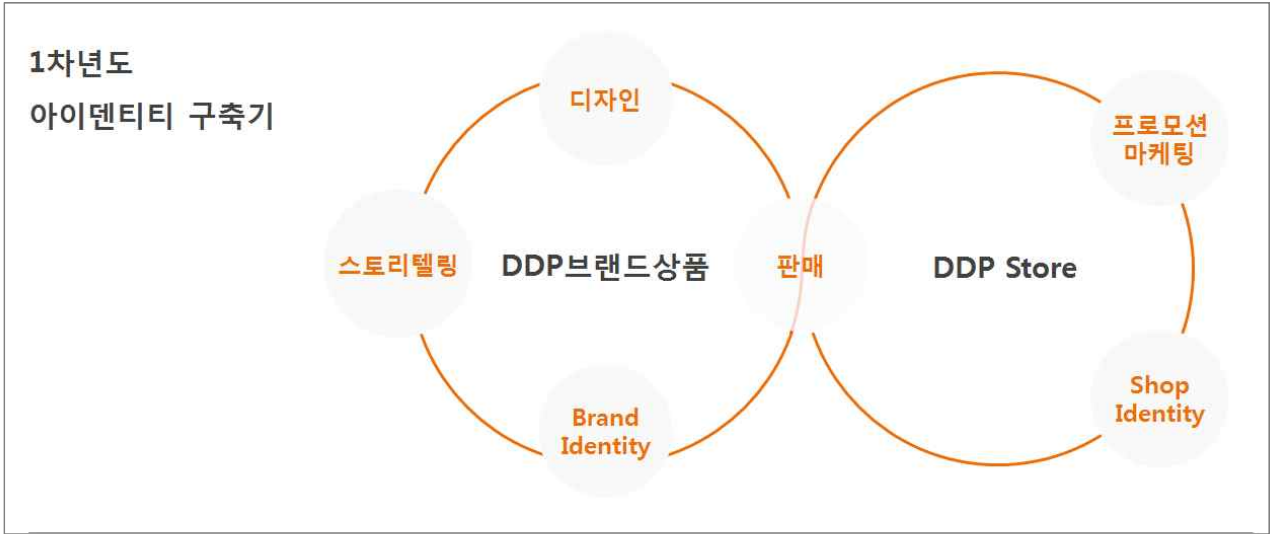 1차년도
아이덴티티 구축기
디자인
프로모션
마케팅
스토리텔링
DDP브랜드상품
판매
DDP Store
Brand
Identity
Shop
Identity